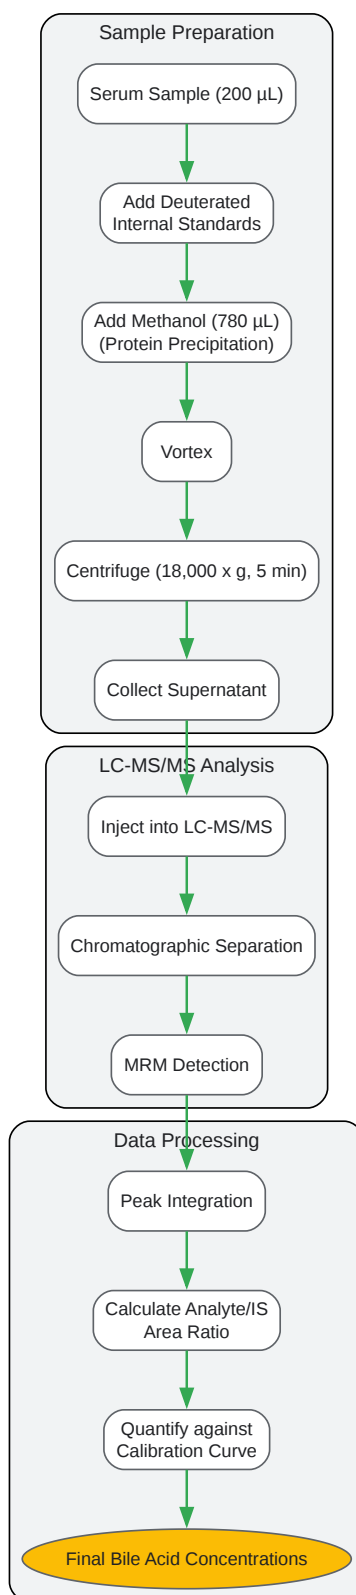 Sample Preparation
Serum Sample (200 µL)
Add Deuterated
Internal Standards
Add Methanol (780 µL)
(Protein Precipitation)
Vortex
Centrifuge (18,000 x g, 5 min)
Collect Supernatant
LC-MS/MS Analysis
Inject into LC-MS/MS
Chromatographic Separation
MRM Detection
Data Processing
Peak Integration
Calculate Analyte/IS
Area Ratio
Quantify against
Calibration Curve
Final Bile Acid Concentrations